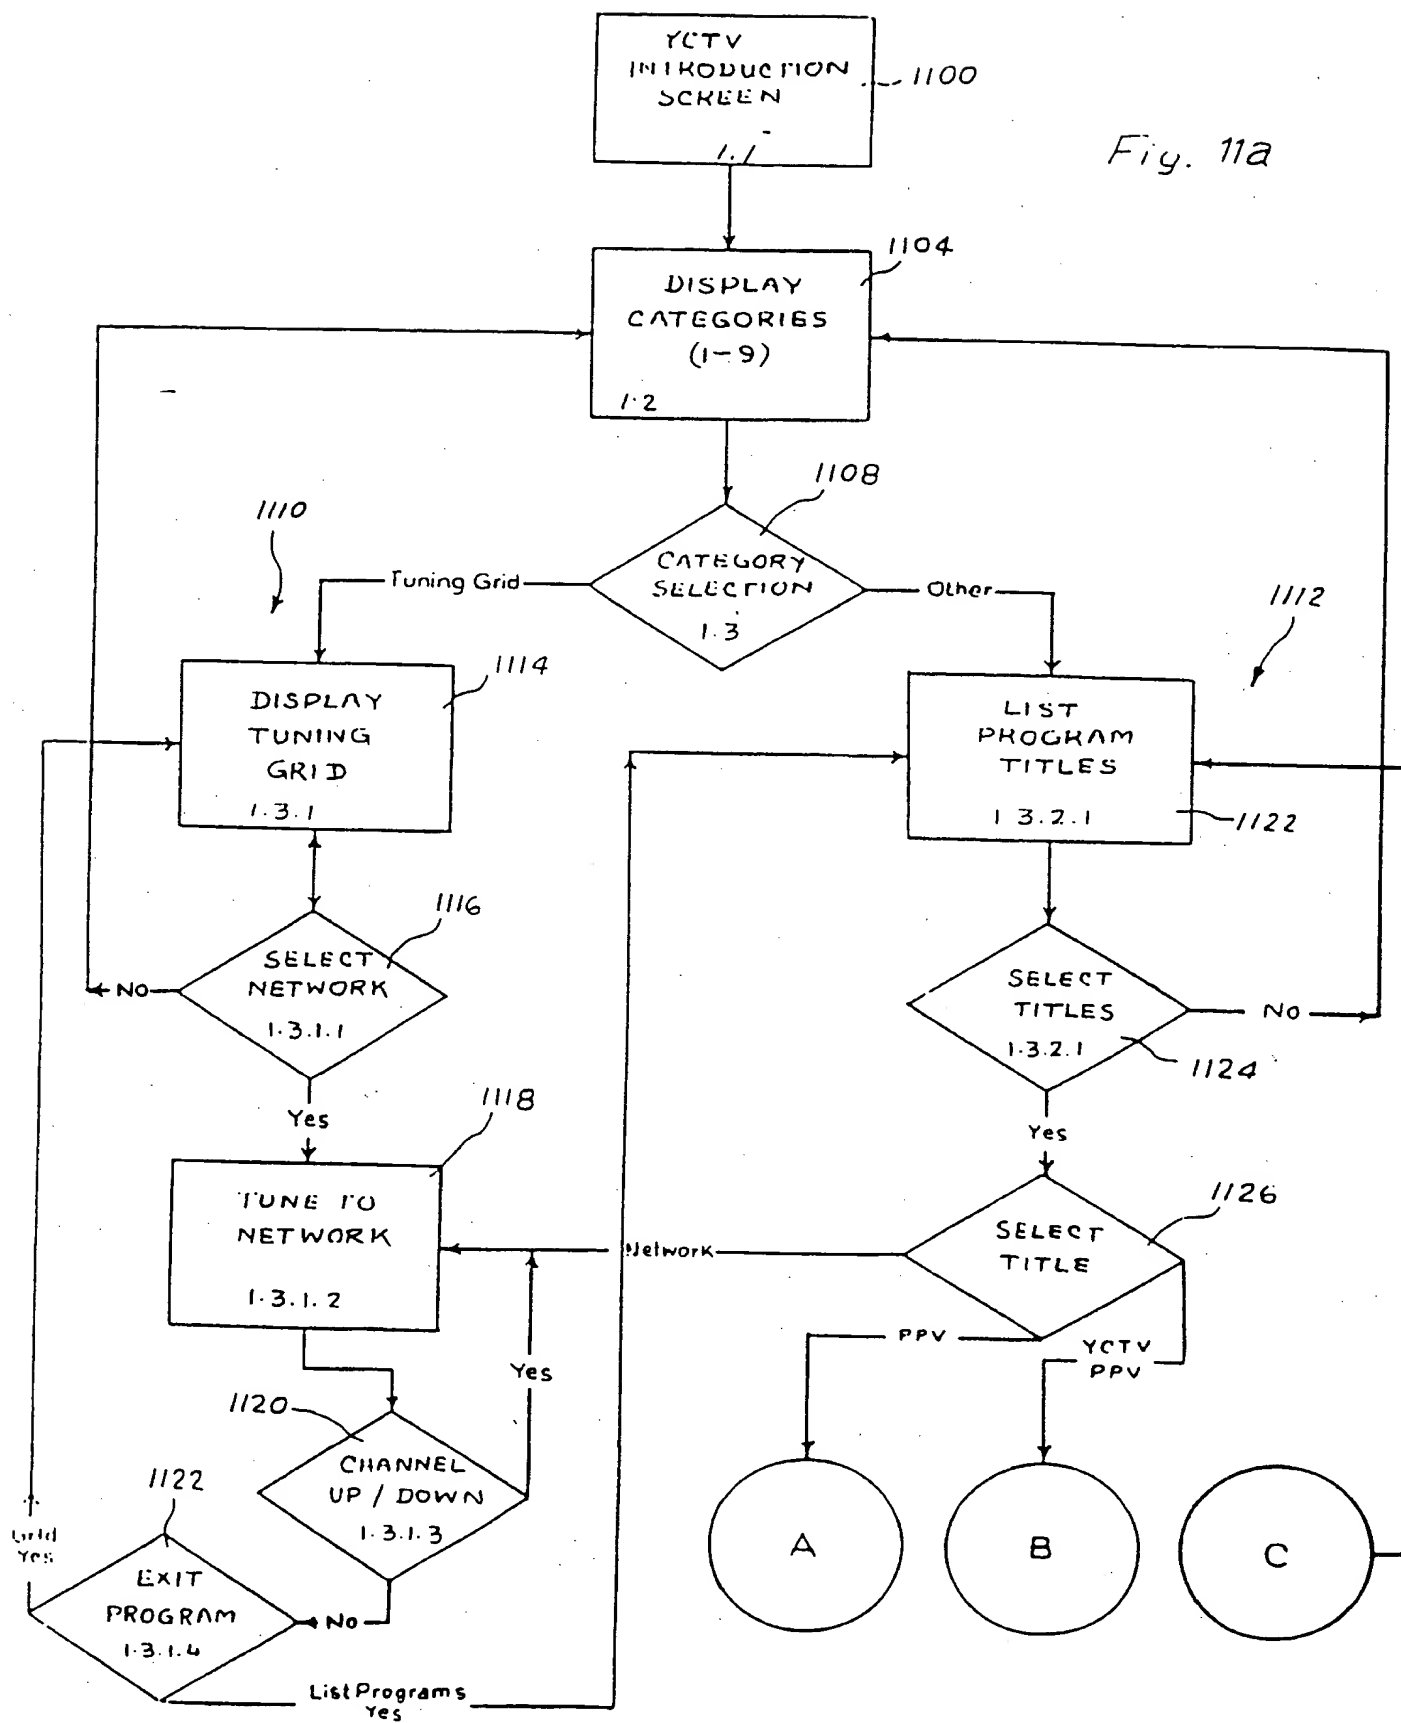 YCTV
INTRODUCTION
SCREEN
1.1
1100
Fig. 11a
1104
DISPLAY
CATEGORIES
(1-9)
1.2
1108
1110
CATEGORY
SELECTION
1.3
Tuning Grid
Other
1112
1114
DISPLAY
TUNING
GRID
1.3.1
LIST
PROGRAM
TITLES
1 3.2.1
1122
1116
SELECT
NETWORK
1.3.1.1
No
SELECT
TITLES
1.3.2.1
No
1124
Yes
1118
Yes
TUNE TO
NETWORK
1.3.1.2
Network
1126
SELECT
TITLE
PPV
YCTV
PPV
Yes
1120
CHANNEL
UP / DOWN
1.3.1.3
1122
Grid
Yes
EXIT
PROGRAM
1.3.1.4
No
List Programs
Yes
A
B
C